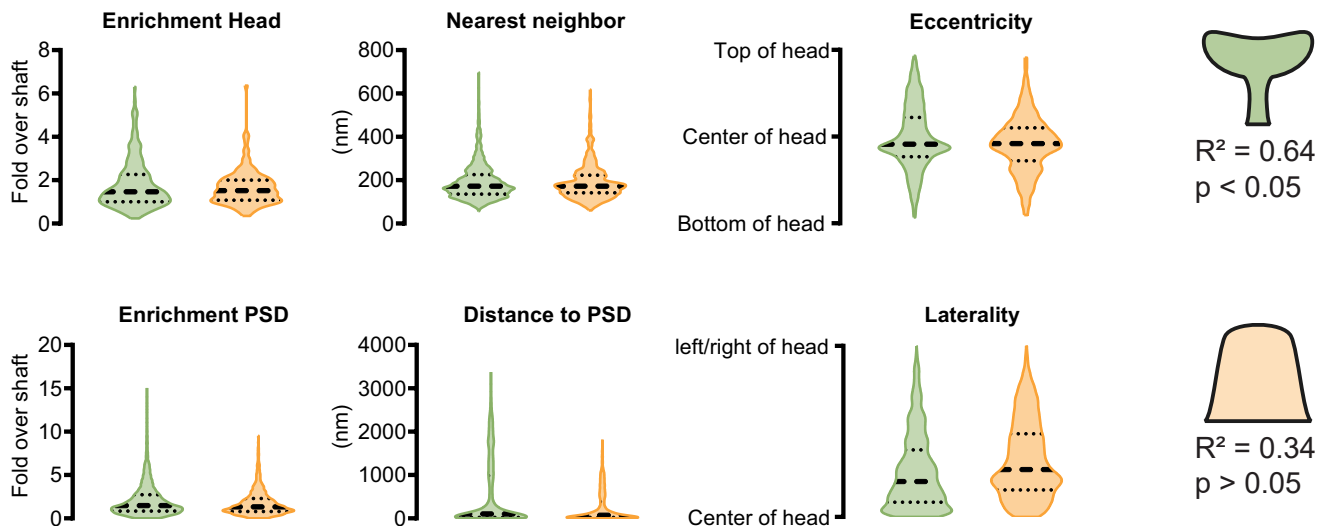 Enrichment Head
Fold over shaft
8
6
4
2
0
Nearest neighbor
(nm)
800
600
400
200
0
Eccentricity
Top of head
Center of head
Bottom of head
R² = 0.64
p < 0.05
Enrichment PSD
Fold over shaft
20
15
10
5
0
Distance to PSD
(nm)
4000
3000
2000
1000
0
Laterality
left/right of head
Center of head
R² = 0.34
p > 0.05